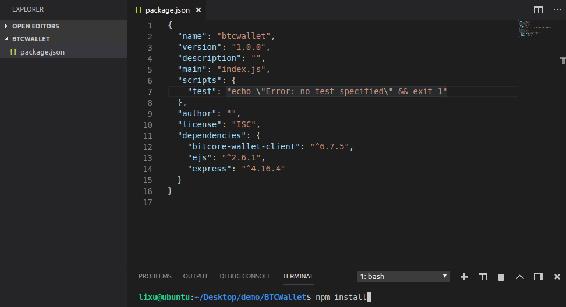 EXPLORER
OPEN EDITORS
BTCWALLET
package.json
package.json ×
1 {
2 "name": "btcwallet",
3 "version": "1.0.0",
4 "description": "",
5 "main": "index.js",
6 "scripts": {
7 "test": "echo \"Error: no test specified\" && exit 1"
8 },
9 "author": "",
10 "license": "ISC",
11 "dependencies": {
12 "bitcore-wallet-client": "^6.7.5",
13 "ejs": "^2.6.1",
14 "express": "^4.16.4"
15 }
16 }
17
PROBLEMS OUTPUT DEBUG CONSOLE TERMINAL 1: bash
lixu@ubuntu:~/Desktop/demo/BTCWallet$ npm install